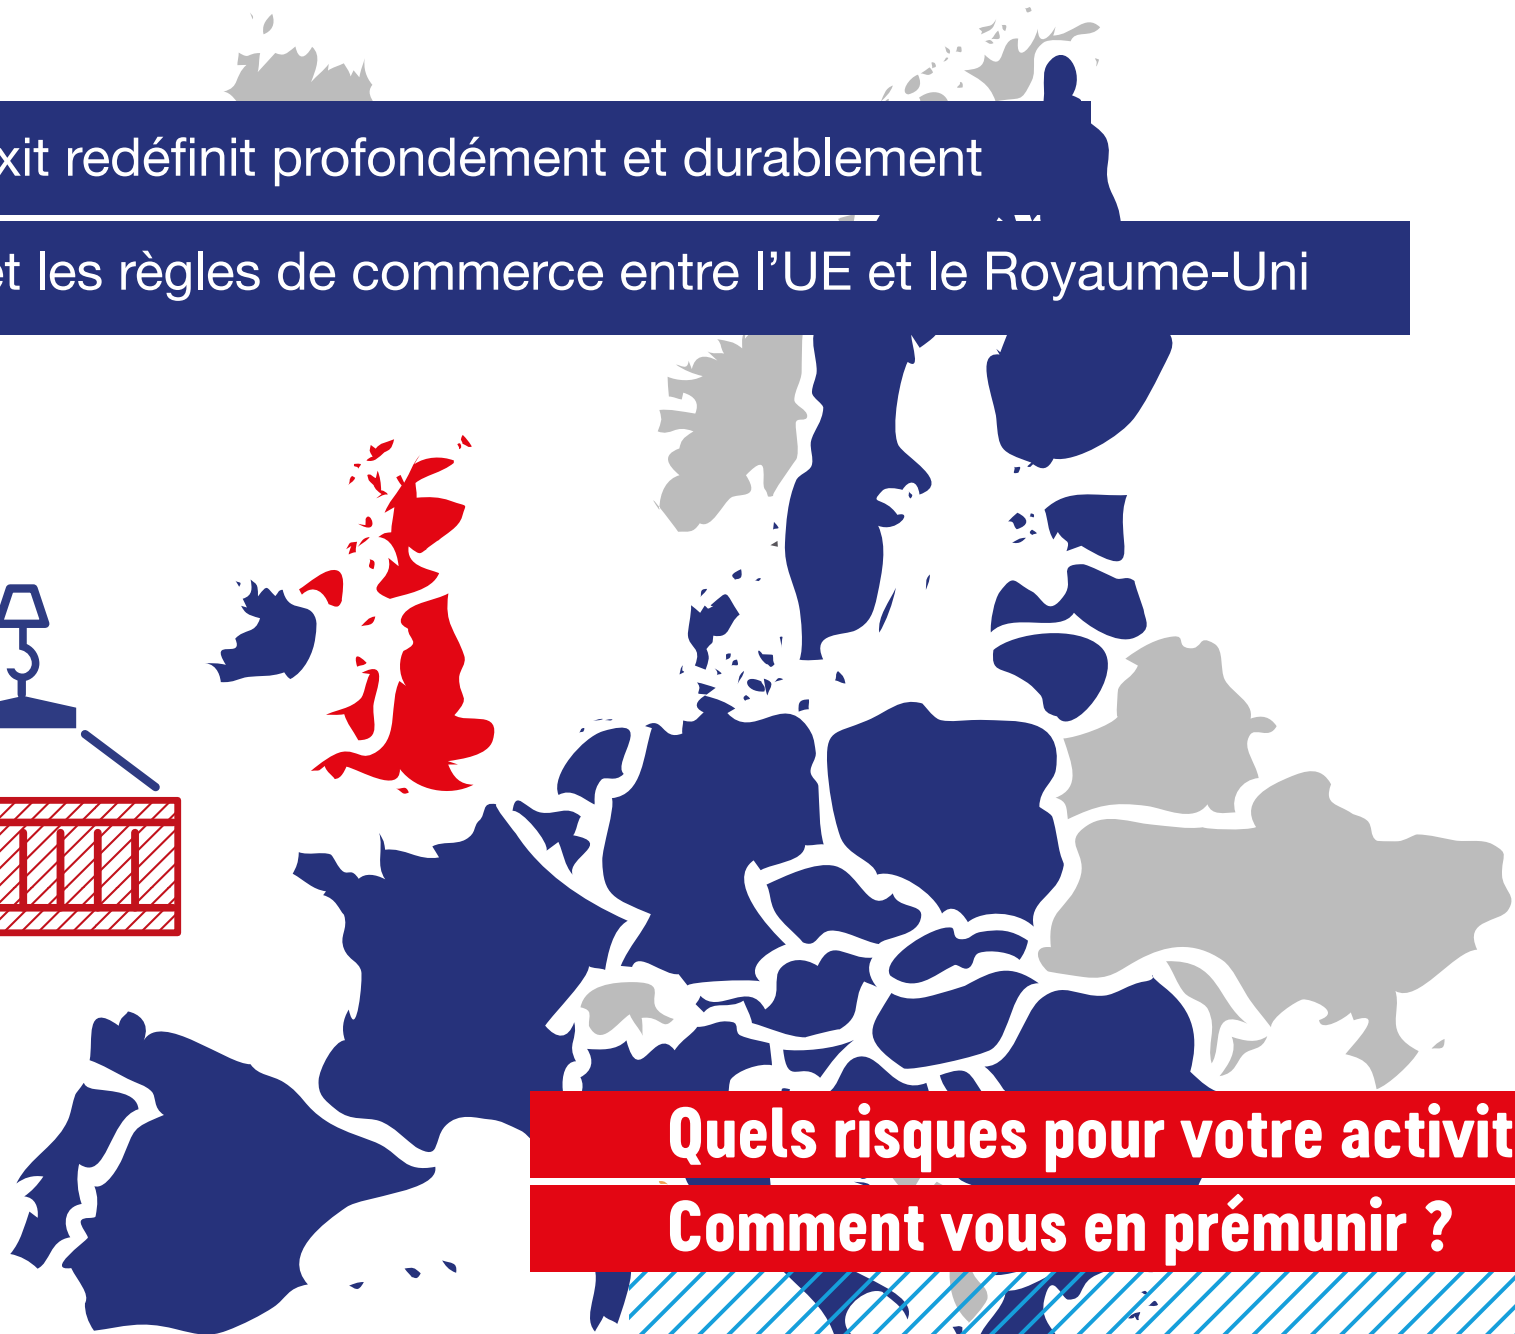 xit redéfinit profondément et durablement
et les règles de commerce entre l’UE et le Royaume-Uni
Quels risques pour votre activit
Comment vous en prémunir ?